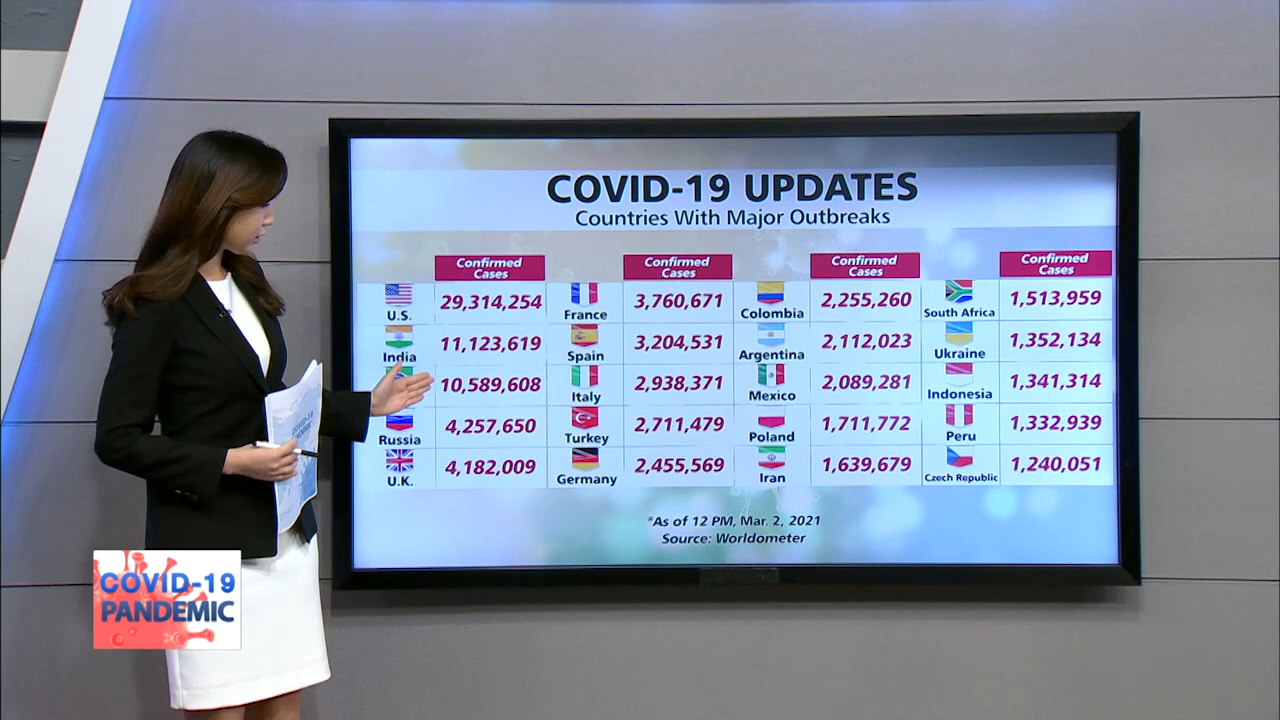 COVID-19 UPDATES
Countries With Major Outbreaks
Confirmed Cases Confirmed Cases Confirmed Cases Confirmed Cases
U.S. 29,314,254 France 3,760,671 Colombia 2,255,260 South Africa 1,513,959
India 11,123,619 Spain 3,204,531 Argentina 2,112,023 Ukraine 1,352,134
10,589,608 Italy 2,938,371 Mexico 2,089,281 Indonesia 1,341,314
Russia 4,257,650 Turkey 2,711,479 Poland 1,711,772 Peru 1,332,939
U.K. 4,182,009 Germany 2,455,569 Iran 1,639,679 Czech Republic 1,240,051
*As of 12 PM, Mar. 2, 2021
Source: Worldometer
COVID-19
PANDEMIC